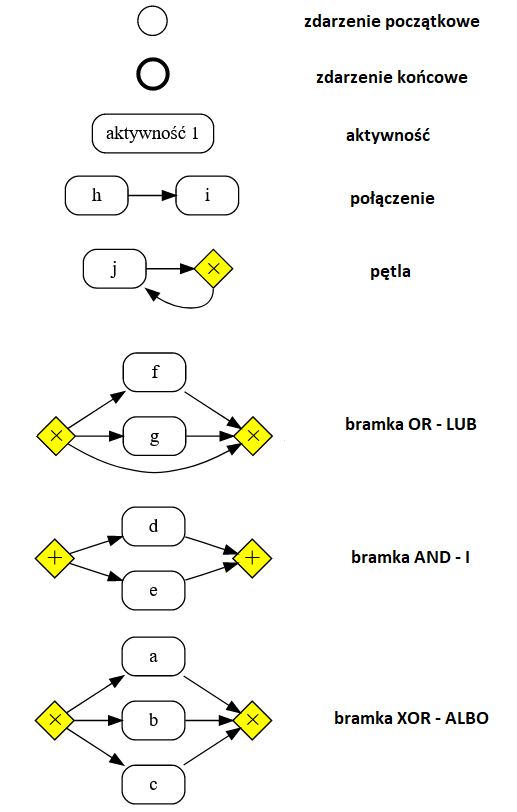 zdarzenie początkowe
zdarzenie końcowe
aktywność 1
aktywność
h
i
połączenie
j
pętla
f
g
bramka OR - LUB
d
e
bramka AND - I
a
b
bramka XOR - ALBO
c